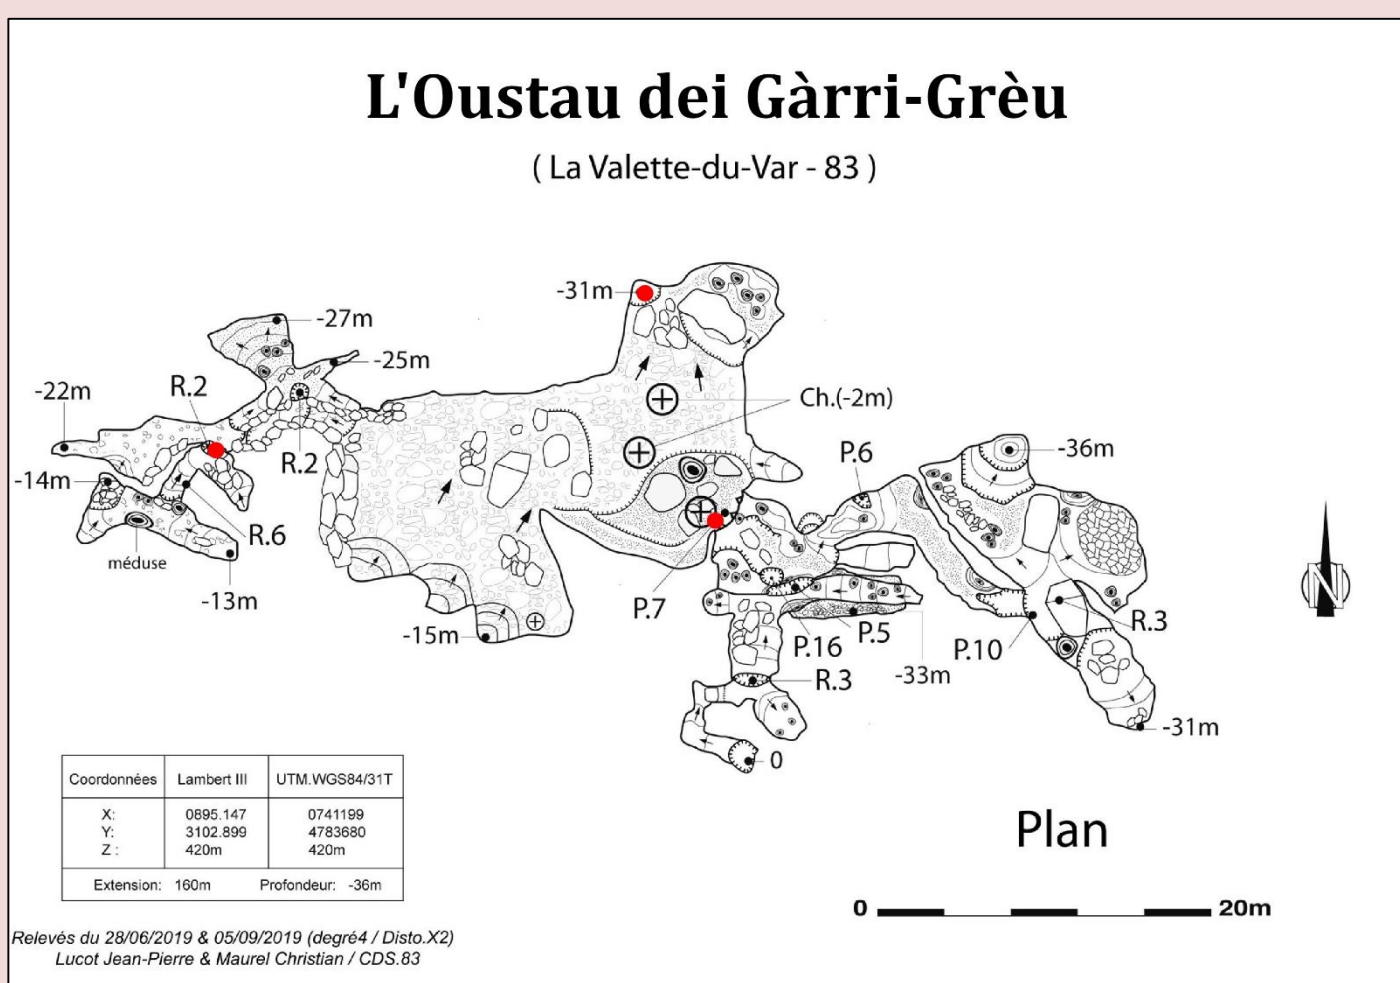 L'Oustau dei Gàrri-Grèu
( La Valette-du-Var - 83 )
-31m
-27m
-25m
-22m
R.2
Ch.(-2m)
R.2
P.6
-36m
-14m
R.6
méduse
-13m
-15m
P.7
P.16
P.5
P.10
R.3
-33m
R.3
-31m
0
Coordonnées Lambert III UTM.WGS84/31T
X: 0895.147 0741199
Y: 3102.899 4783680
Z : 420m 420m
Extension: 160m Profondeur: -36m
Plan
N
0 20m
Relevés du 28/06/2019 & 05/09/2019 (degré4 / Disto.X2)
Lucot Jean-Pierre & Maurel Christian / CDS.83